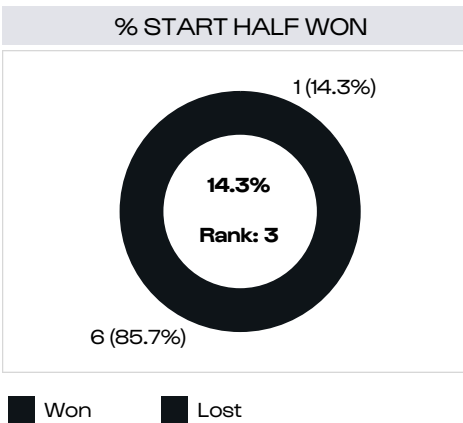 % START HALF WON
1 (14.3%)
14.3%
Rank: 3
6 (85.7%)
Won Lost